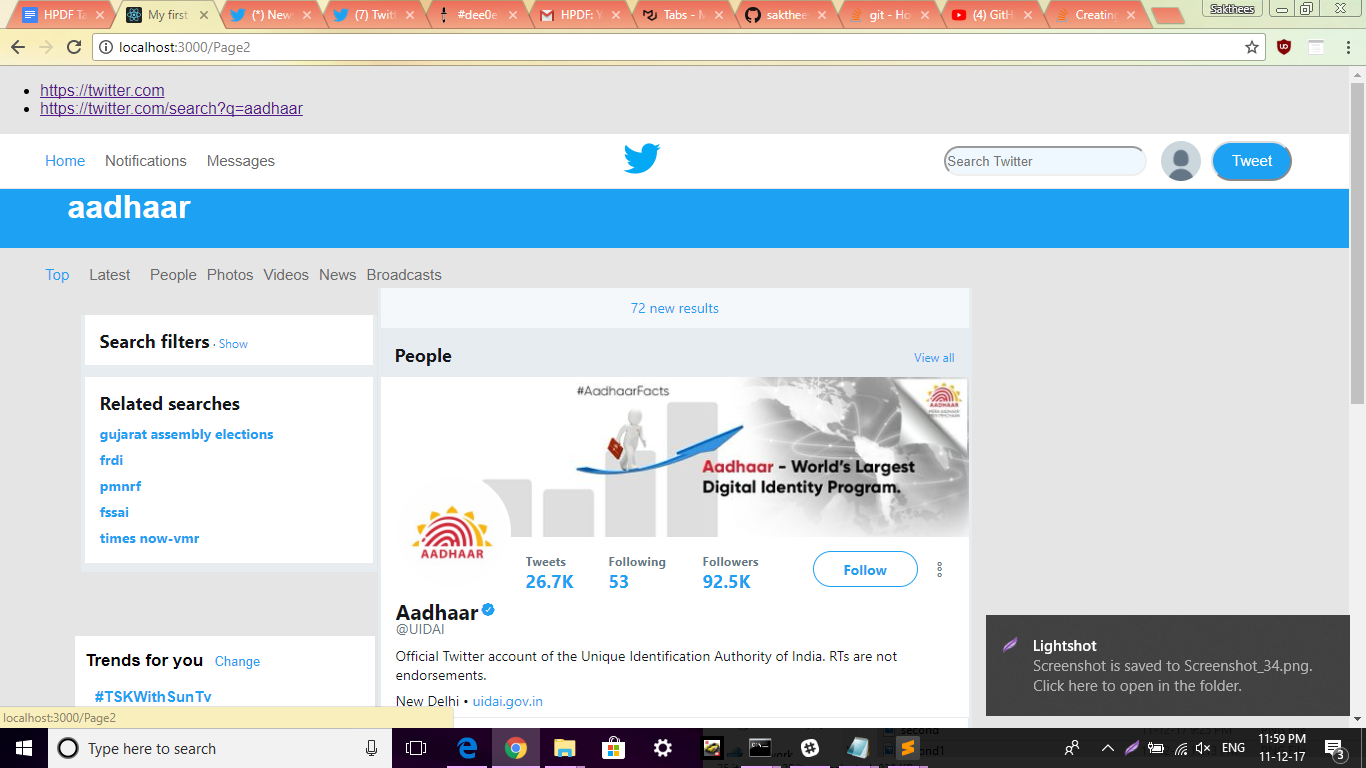 HPDF Ta
My first
(*) New
(7) Twitt
#dee0e
HPDF: Y
Tabs - M
sakthee
git - Ho
(4) GitH
Creating
Sakthees
localhost:3000/Page2
https://twitter.com
https://twitter.com/search?q=aadhaar
Home Notifications Messages
Search Twitter
Tweet
aadhaar
Top Latest People Photos Videos News Broadcasts
72 new results
Search filters · Show
People
View all
Related searches
gujarat assembly elections
frdi
pmnrf
fssai
times now-vmr
#AadhaarFacts
AADHAAR
Aadhaar - World's Largest
Digital Identity Program.
AADHAAR
Tweets Following Followers
26.7K 53 92.5K
Follow
Aadhaar
@UIDAI
Official Twitter account of the Unique Identification Authority of India. RTs are not
endorsements.
New Delhi • uidai.gov.in
Trends for you Change
#TSKWithSunTv
Lightshot
Screenshot is saved to Screenshot_34.png.
Click here to open in the folder.
localhost:3000/Page2
Type here to search
ENG
11:59 PM
11-12-17
3